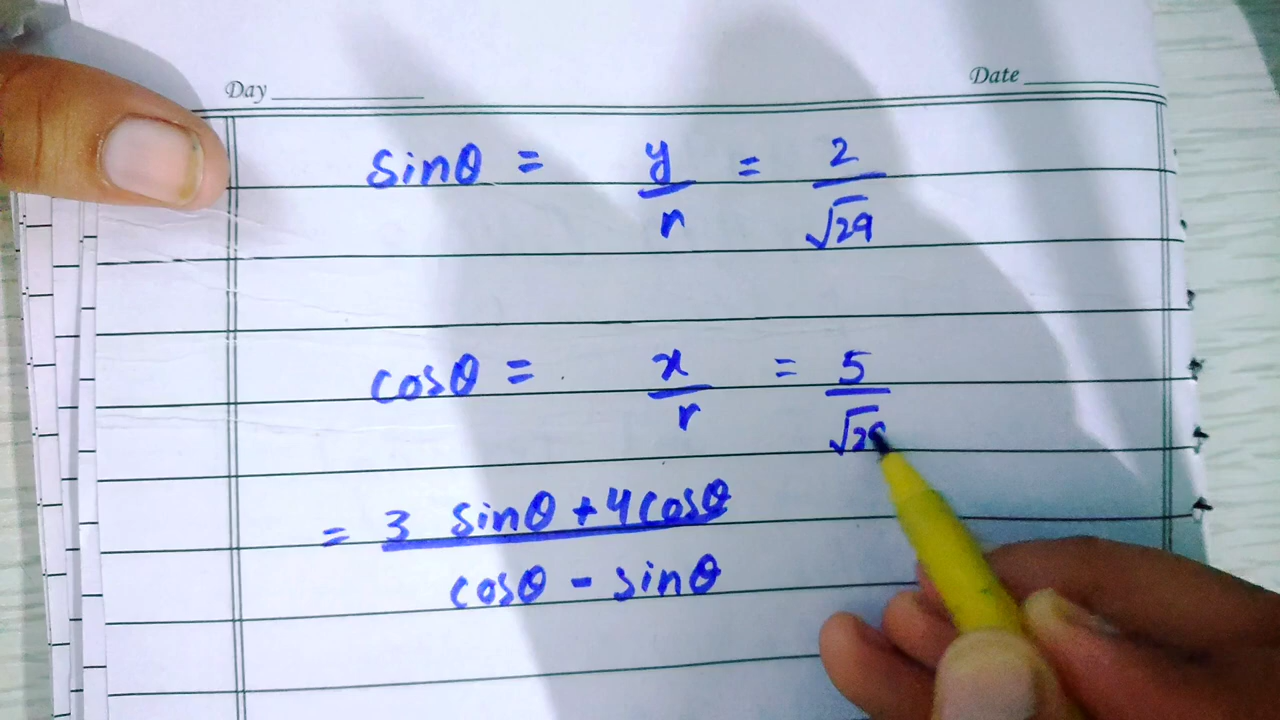 Day Date
sinθ = y/r = 2/√29
cosθ = x/r = 5/√29
= 3 sinθ + 4cosθ / cosθ - sinθ